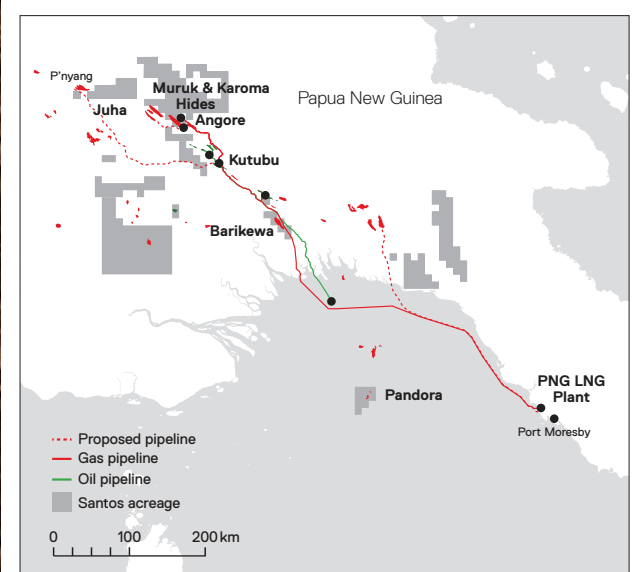 P'nyang
Juha
Muruk & Karoma
Hides
Angore
Papua New Guinea
Kutubu
Barikewa
Pandora
PNG LNG
Plant
Port Moresby
Proposed pipeline
Gas pipeline
Oil pipeline
Santos acreage
0 100 200 km